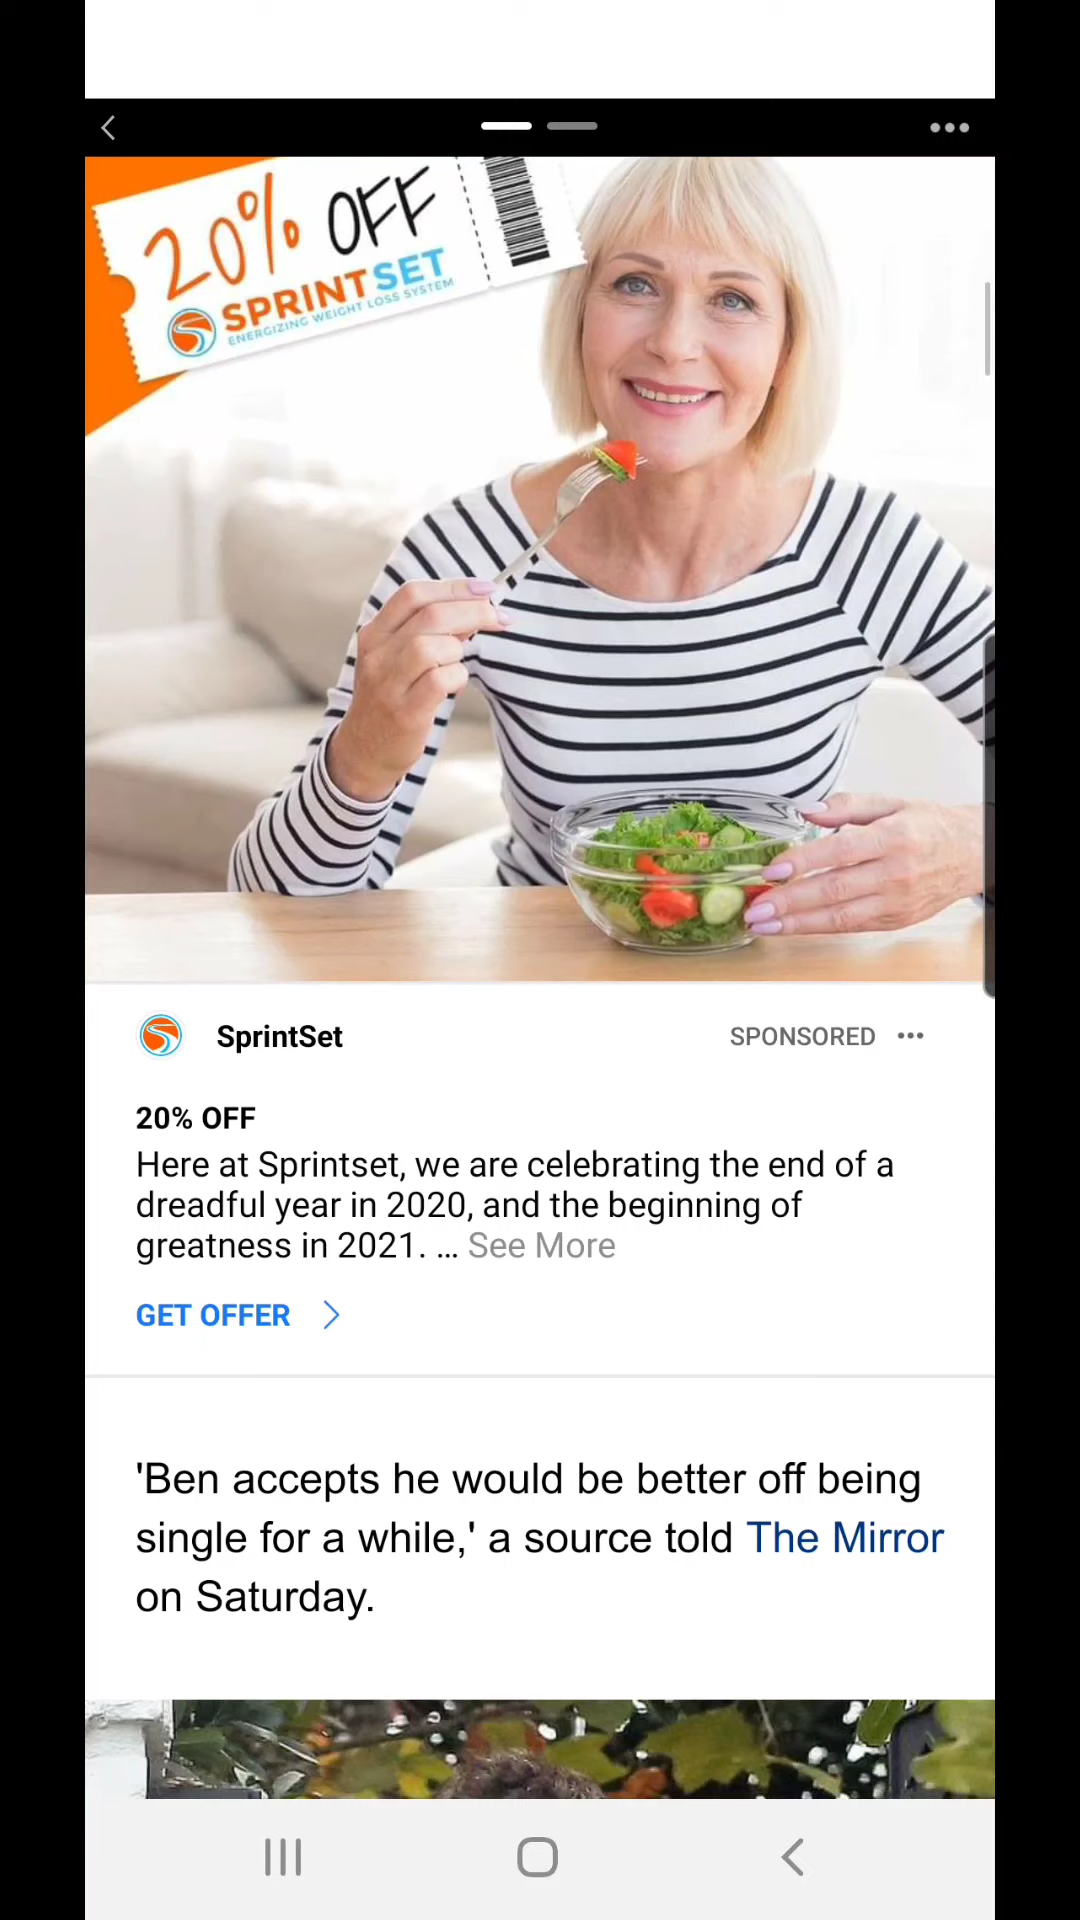 20% OFF
SPRINTSET
ENERGIZING WEIGHT LOSS SYSTEM
SprintSet
SPONSORED
20% OFF
Here at Sprintset, we are celebrating the end of a
dreadful year in 2020, and the beginning of
greatness in 2021. ... See More
GET OFFER
'Ben accepts he would be better off being
single for a while,' a source told The Mirror
on Saturday.